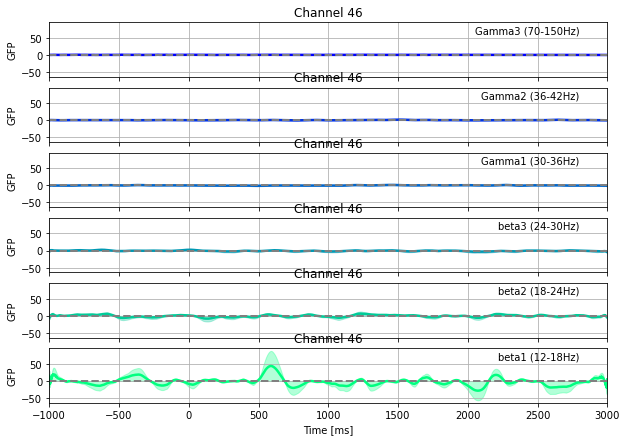 Channel 46
Gamma3 (70-150Hz)
GFP
50
0
−50
Channel 46
Gamma2 (36-42Hz)
GFP
50
0
−50
Channel 46
Gamma1 (30-36Hz)
GFP
50
0
−50
Channel 46
beta3 (24-30Hz)
GFP
50
0
−50
Channel 46
beta2 (18-24Hz)
GFP
50
0
−50
Channel 46
beta1 (12-18Hz)
GFP
50
0
−50
−1000 −500 0 500 1000 1500 2000 2500 3000
Time [ms]